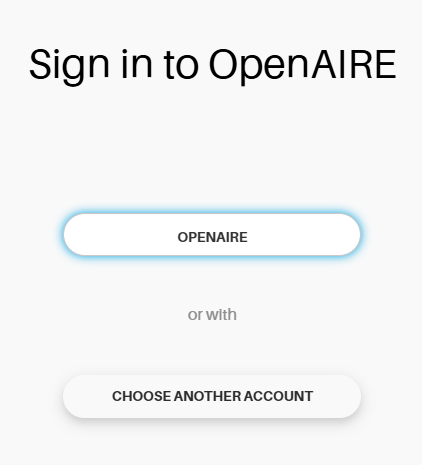 Sign in to OpenAIRE
OPENAIRE
or with
CHOOSE ANOTHER ACCOUNT